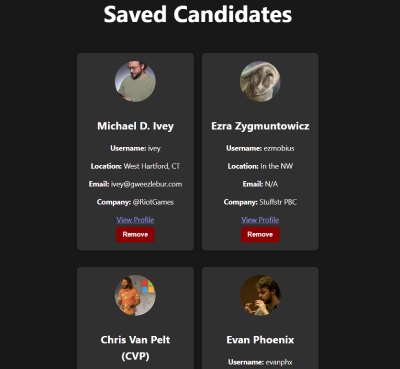 Saved Candidates
Michael D. Ivey
Username: ivey
Location: West Hartford, CT
Email: ivey@gweezlebur.com
Company: @RiotGames
View Profile
Remove
Ezra Zygmuntowicz
Username: ezmobius
Location: In the NW
Email: N/A
Company: Stuffstr PBC
View Profile
Remove
Chris Van Pelt
(CVP)
Evan Phoenix
Username: evanphx